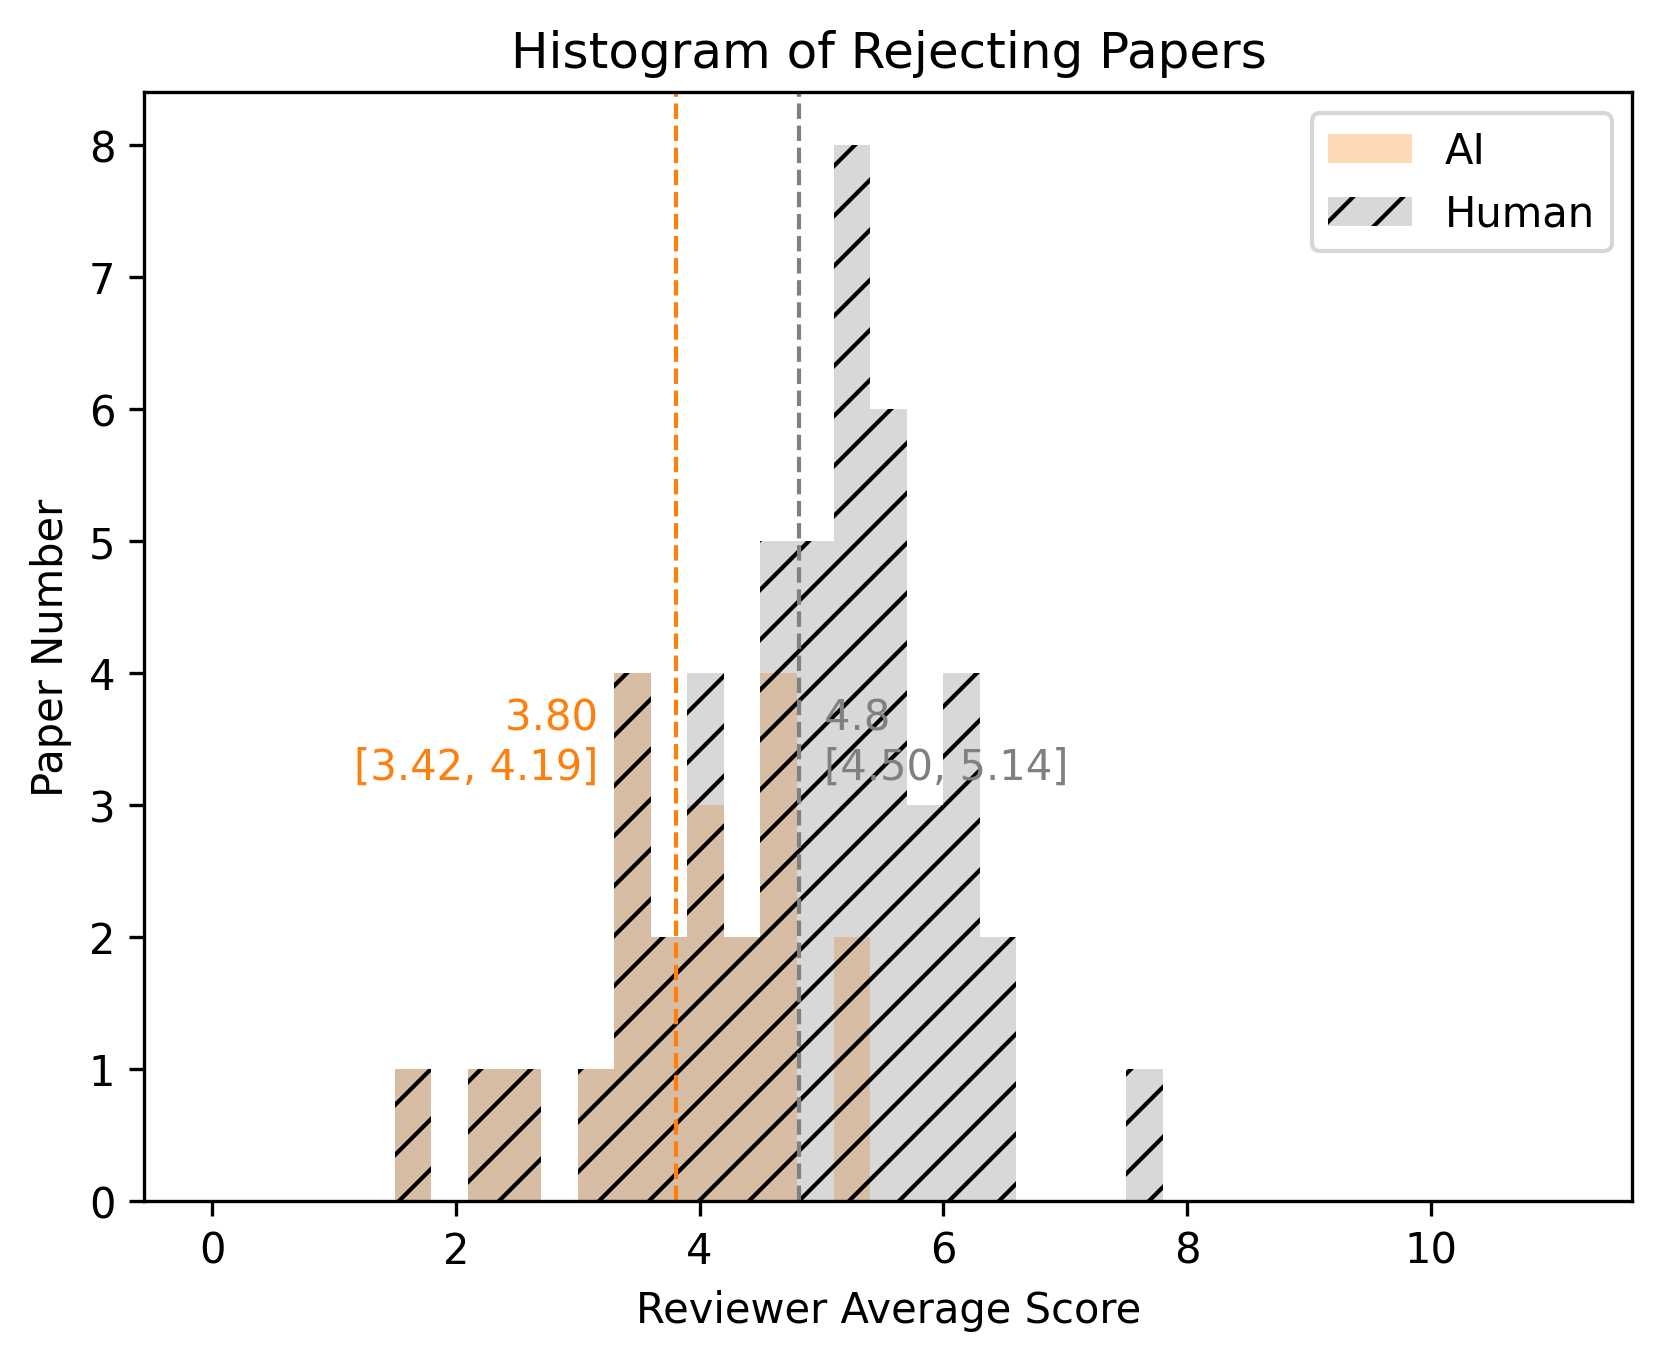 Histogram of Rejecting Papers
AI
Human
Paper Number
8
7
6
5
4
3
2
1
0
3.80
[3.42, 4.19]
4.8
[4.50, 5.14]
0 2 4 6 8 10
Reviewer Average Score